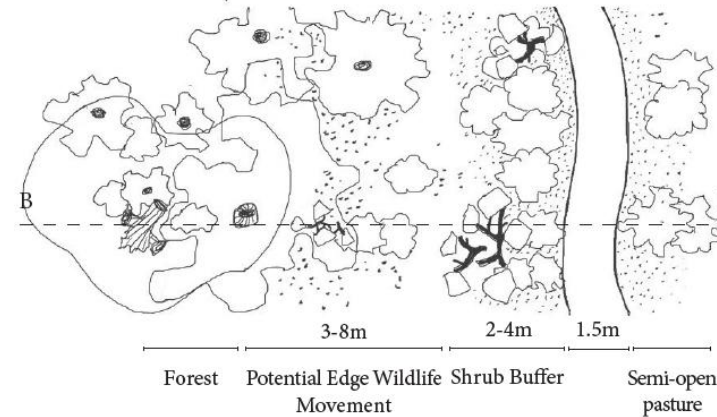 B
3-8m
2-4m
1.5m
Forest
Potential Edge Wildlife
Movement
Shrub Buffer
Semi-open
pasture